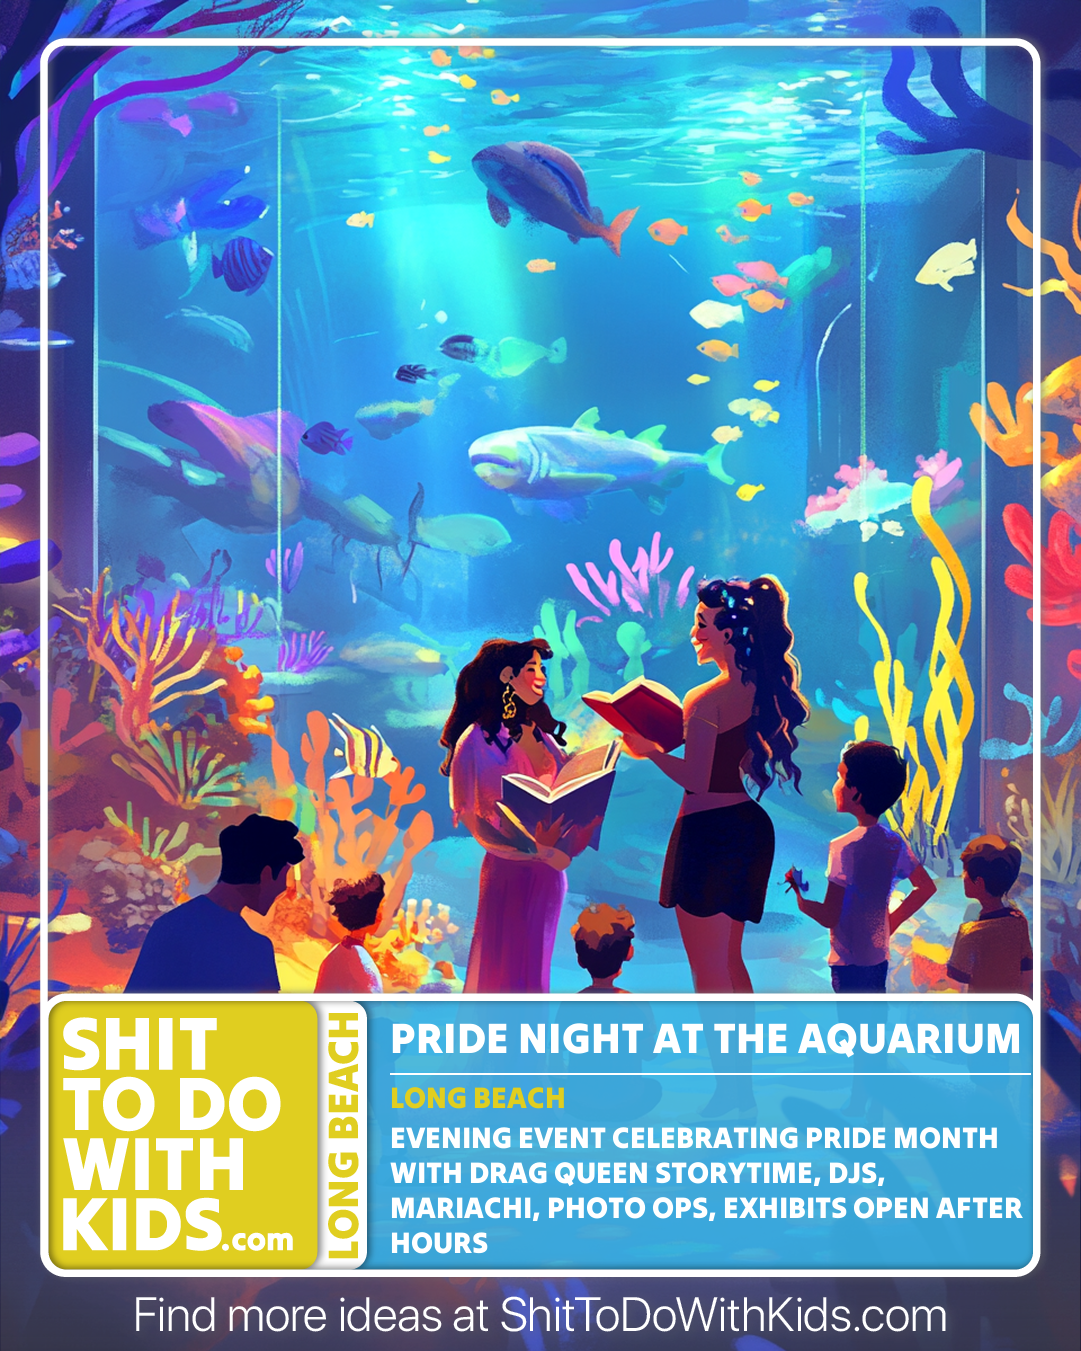 SHIT
TO DO
WITH
KIDS.com
LONG BEACH
PRIDE NIGHT AT THE AQUARIUM
LONG BEACH
EVENING EVENT CELEBRATING PRIDE MONTH
WITH DRAG QUEEN STORYTIME, DJS,
MARIACHI, PHOTO OPS, EXHIBITS OPEN AFTER
HOURS
Find more ideas at ShitToDoWithKids.com